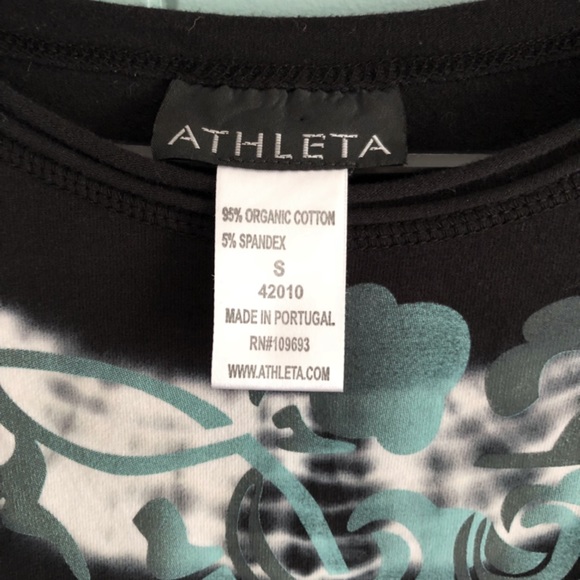 ATHLETA
95% ORGANIC COTTON
5% SPANDEX
S
42010
MADE IN PORTUGAL
RN#109693
WWW.ATHLETA.COM